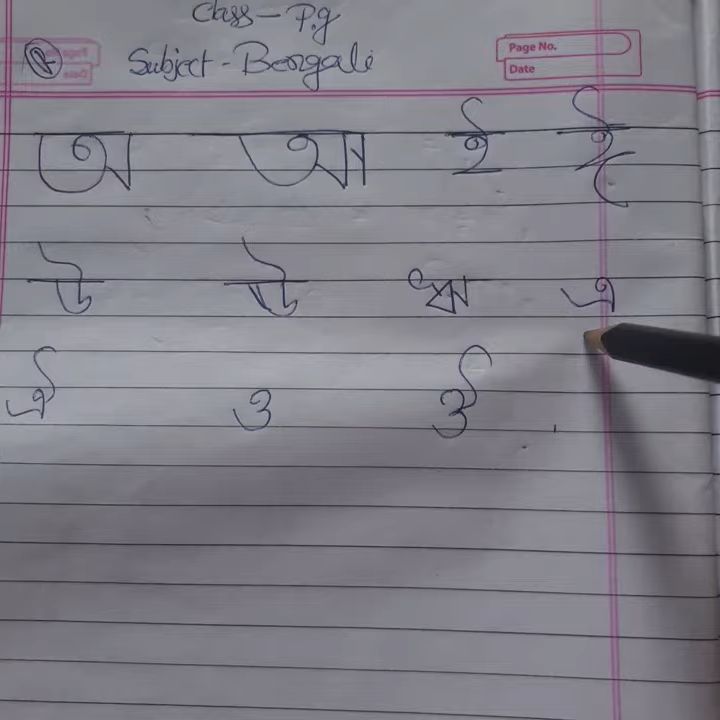 Class - P.g
Subject - Bengali
Page No.
Date
অ আ ই ঈ
উ ঊ ঋ এ
ঐ ও ঔ